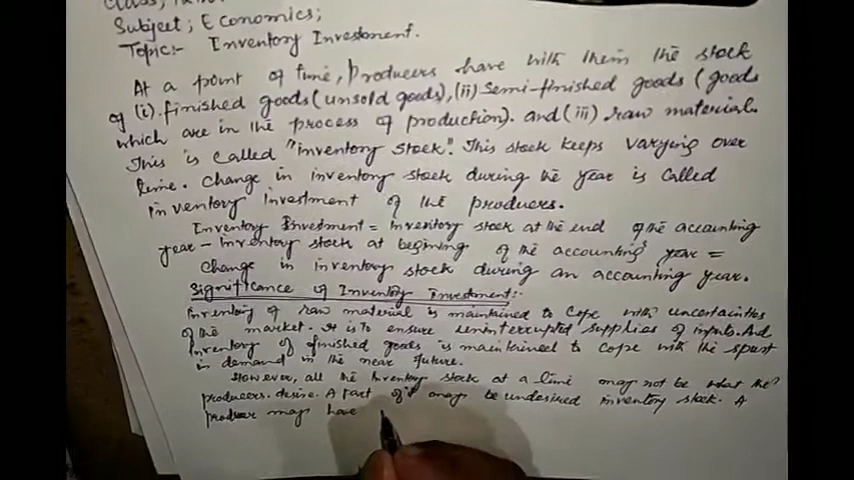 Subject; Economics;
Topic:- Inventory Investment.
At a point of time, producers have with them the stock
of (i). finished goods (unsold goods), (ii) Semi-finished goods (goods
which are in the process of production). and (iii) raw material.
This is called "inventory stock". This stock keeps varying over
time. Change in inventory stock during the year is called
inventory investment of the producers.
Inventory Investment = inventory stock at the end of the accounting
year - inventory stock at begining of the accounting year =
Change in inventory stock during an accounting year.
Significance of Inventory Investment:-
Inventory of raw material is maintained to cope with uncertainties
of the market. It is to ensure uninterrupted supplies of inputs. And
inventory of finished goods is maintained to cope with the spurt
in demand in the near future.
However, all the inventory stock at a time may not be what the
producers desire. A part of it may be undesired inventory stock. A
producer may have